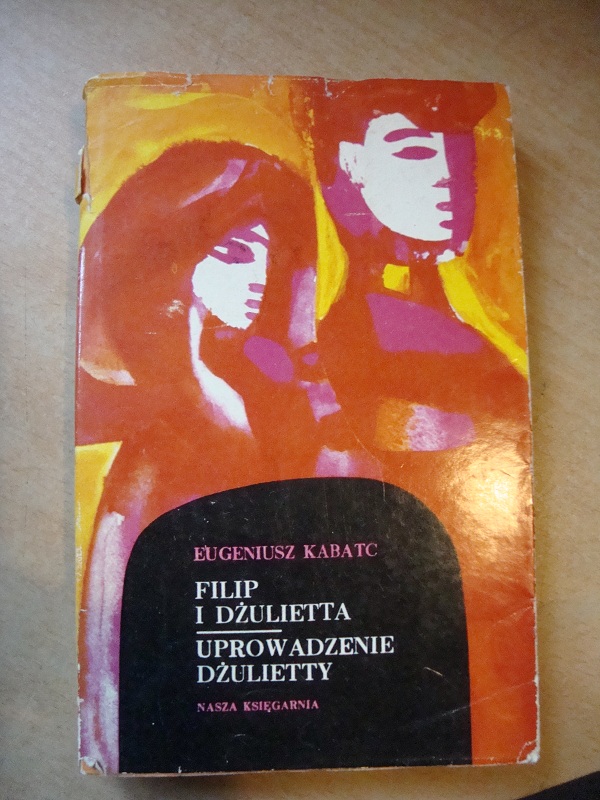 EUGENIUSZ KABATC
FILIP
I DŻULIETTA
UPROWADZENIE
DŻULIETTY
NASZA KSIĘGARNIA